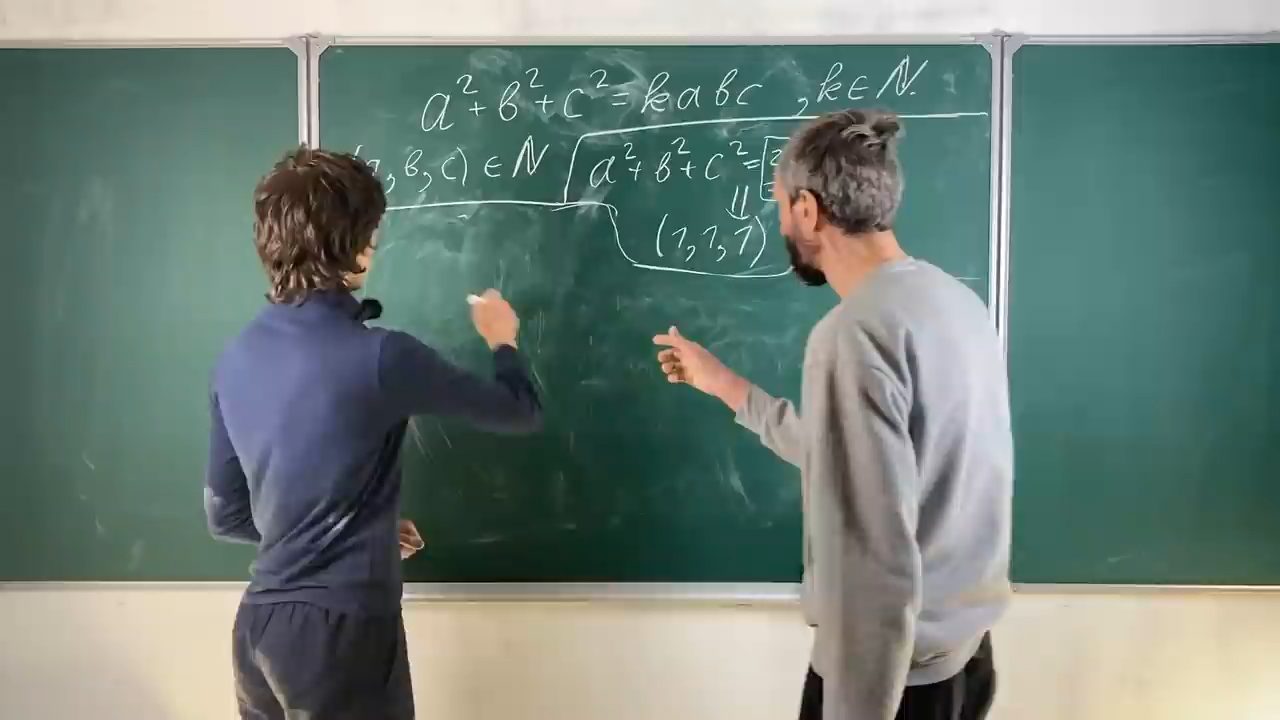 a²+b²+c²=kabc, k∈ℕ.
,b,c)∈ℕ
a²+b²+c²=
⇓
(1,1,1)